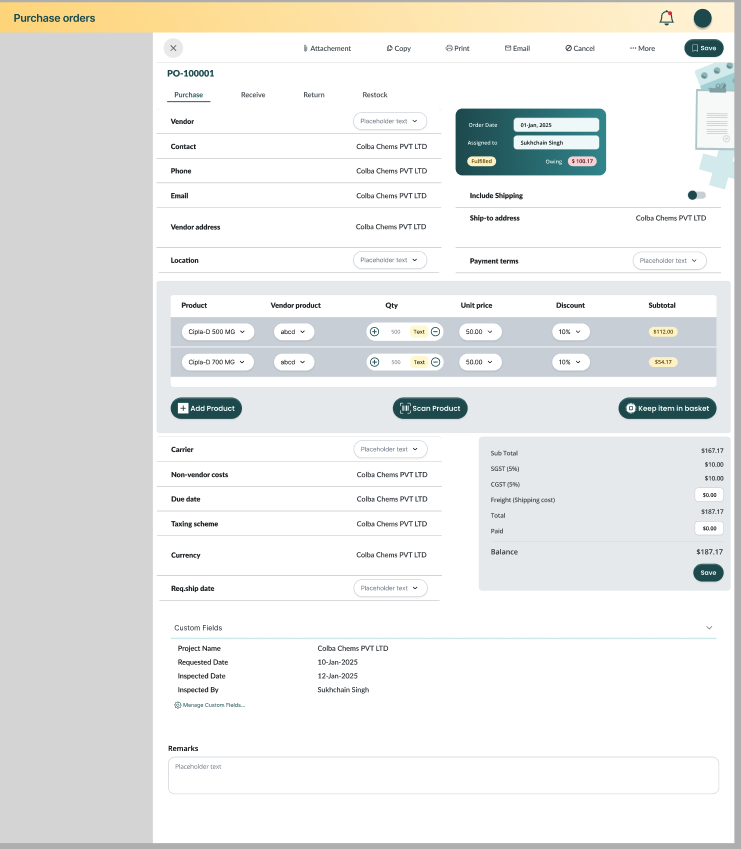 Purchase orders
Attachement Copy Print Email Cancel ··· More Save
PO-100001
Purchase Receive Return Restock
Vendor Placeholder text
Contact Colba Chems PVT LTD
Phone Colba Chems PVT LTD
Email Colba Chems PVT LTD
Vendor address Colba Chems PVT LTD
Location Placeholder text
Order Date 01-Jan, 2025
Assigned to Sukhchain Singh
Fulfilled Owing $ 100.17
Include Shipping
Ship-to address Colba Chems PVT LTD
Payment terms Placeholder text
Product Vendor product Qty Unit price Discount Subtotal
Cipla-D 500 MG abcd 500 Text 50.00 10% $112.00
Cipla-D 700 MG abcd 500 Text 50.00 10% $54.17
Add Product Scan Product Keep item in basket
Carrier Placeholder text
Non-vendor costs Colba Chems PVT LTD
Due date Colba Chems PVT LTD
Taxing scheme Colba Chems PVT LTD
Currency Colba Chems PVT LTD
Req.ship date Placeholder text
Sub Total $167.17
SGST (5%) $10.00
CGST (5%) $10.00
Freight (Shipping cost) $0.00
Total $187.17
Paid $0.00
Balance $187.17
Save
Custom Fields
Project Name Colba Chems PVT LTD
Requested Date 10-Jan-2025
Inspected Date 12-Jan-2025
Inspected By Sukhchain Singh
Manage Custom Fields...
Remarks
Placeholder text